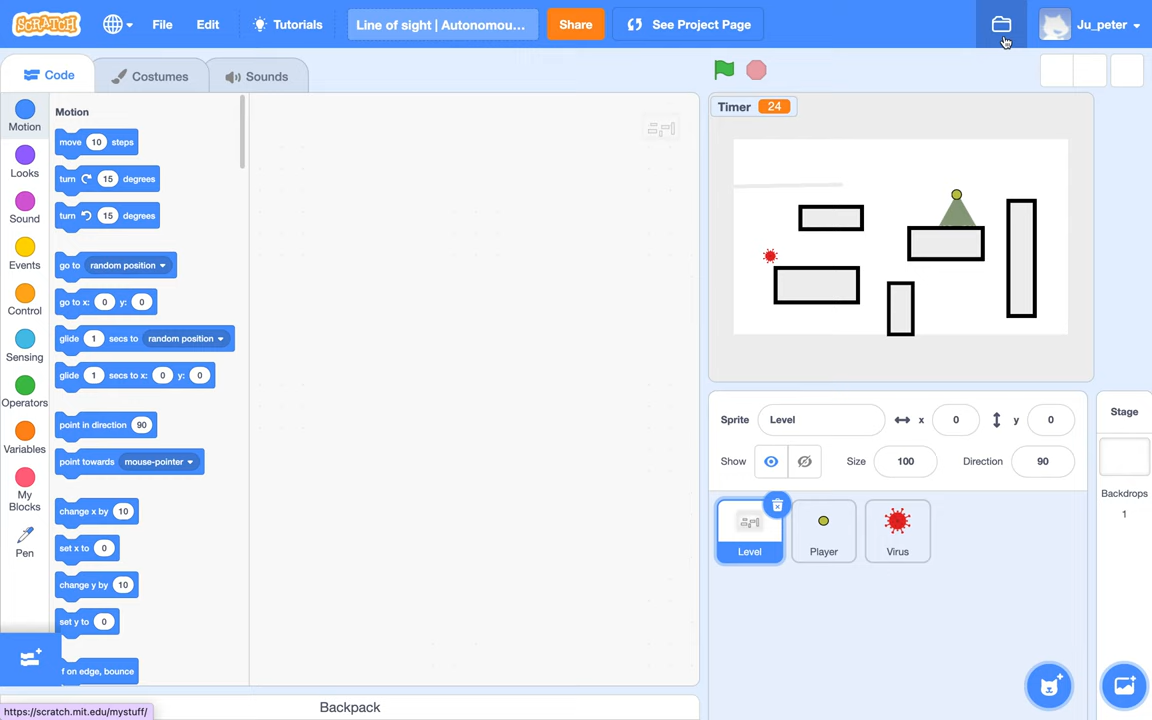 SCRATCH File Edit Tutorials Line of sight | Autonomou... Share See Project Page Ju_peter
Code Costumes Sounds
Motion
Looks
Sound
Events
Control
Sensing
Operators
Variables
My
Blocks
Pen
Motion
move 10 steps
turn 15 degrees
turn 15 degrees
go to random position
go to x: 0 y: 0
glide 1 secs to random position
glide 1 secs to x: 0 y: 0
point in direction 90
point towards mouse-pointer
change x by 10
set x to 0
change y by 10
set y to 0
if on edge, bounce
Backpack
https://scratch.mit.edu/mystuff/
Timer 24
Sprite Level x 0 y 0
Show Size 100 Direction 90
Level Player Virus
Stage
Backdrops
1